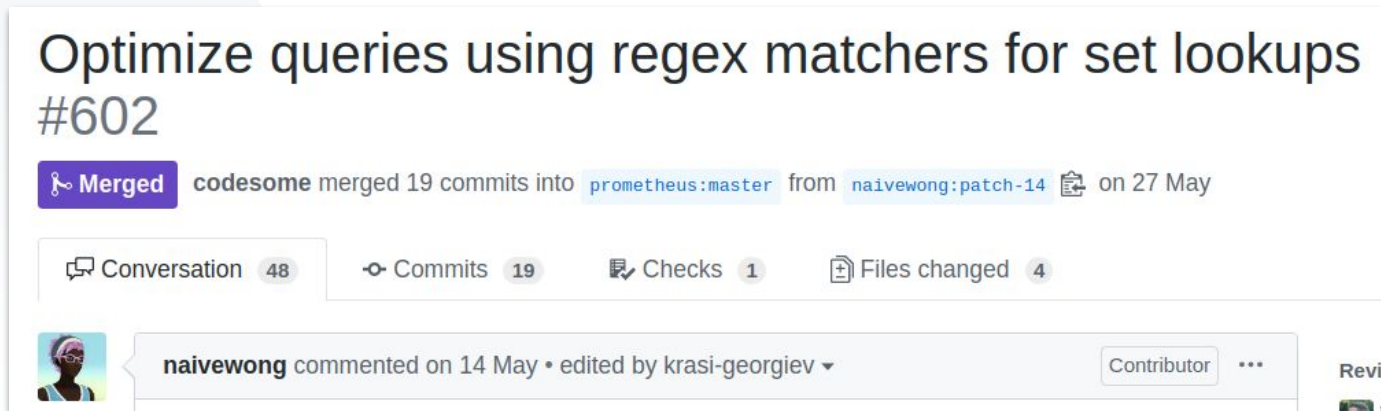 Optimize queries using regex matchers for set lookups
#602
Merged codesome merged 19 commits into prometheus:master from naivewong:patch-14 on 27 May
Conversation 48 Commits 19 Checks 1 Files changed 4
naivewong commented on 14 May • edited by krasi-georgiev Contributor ...
Revi